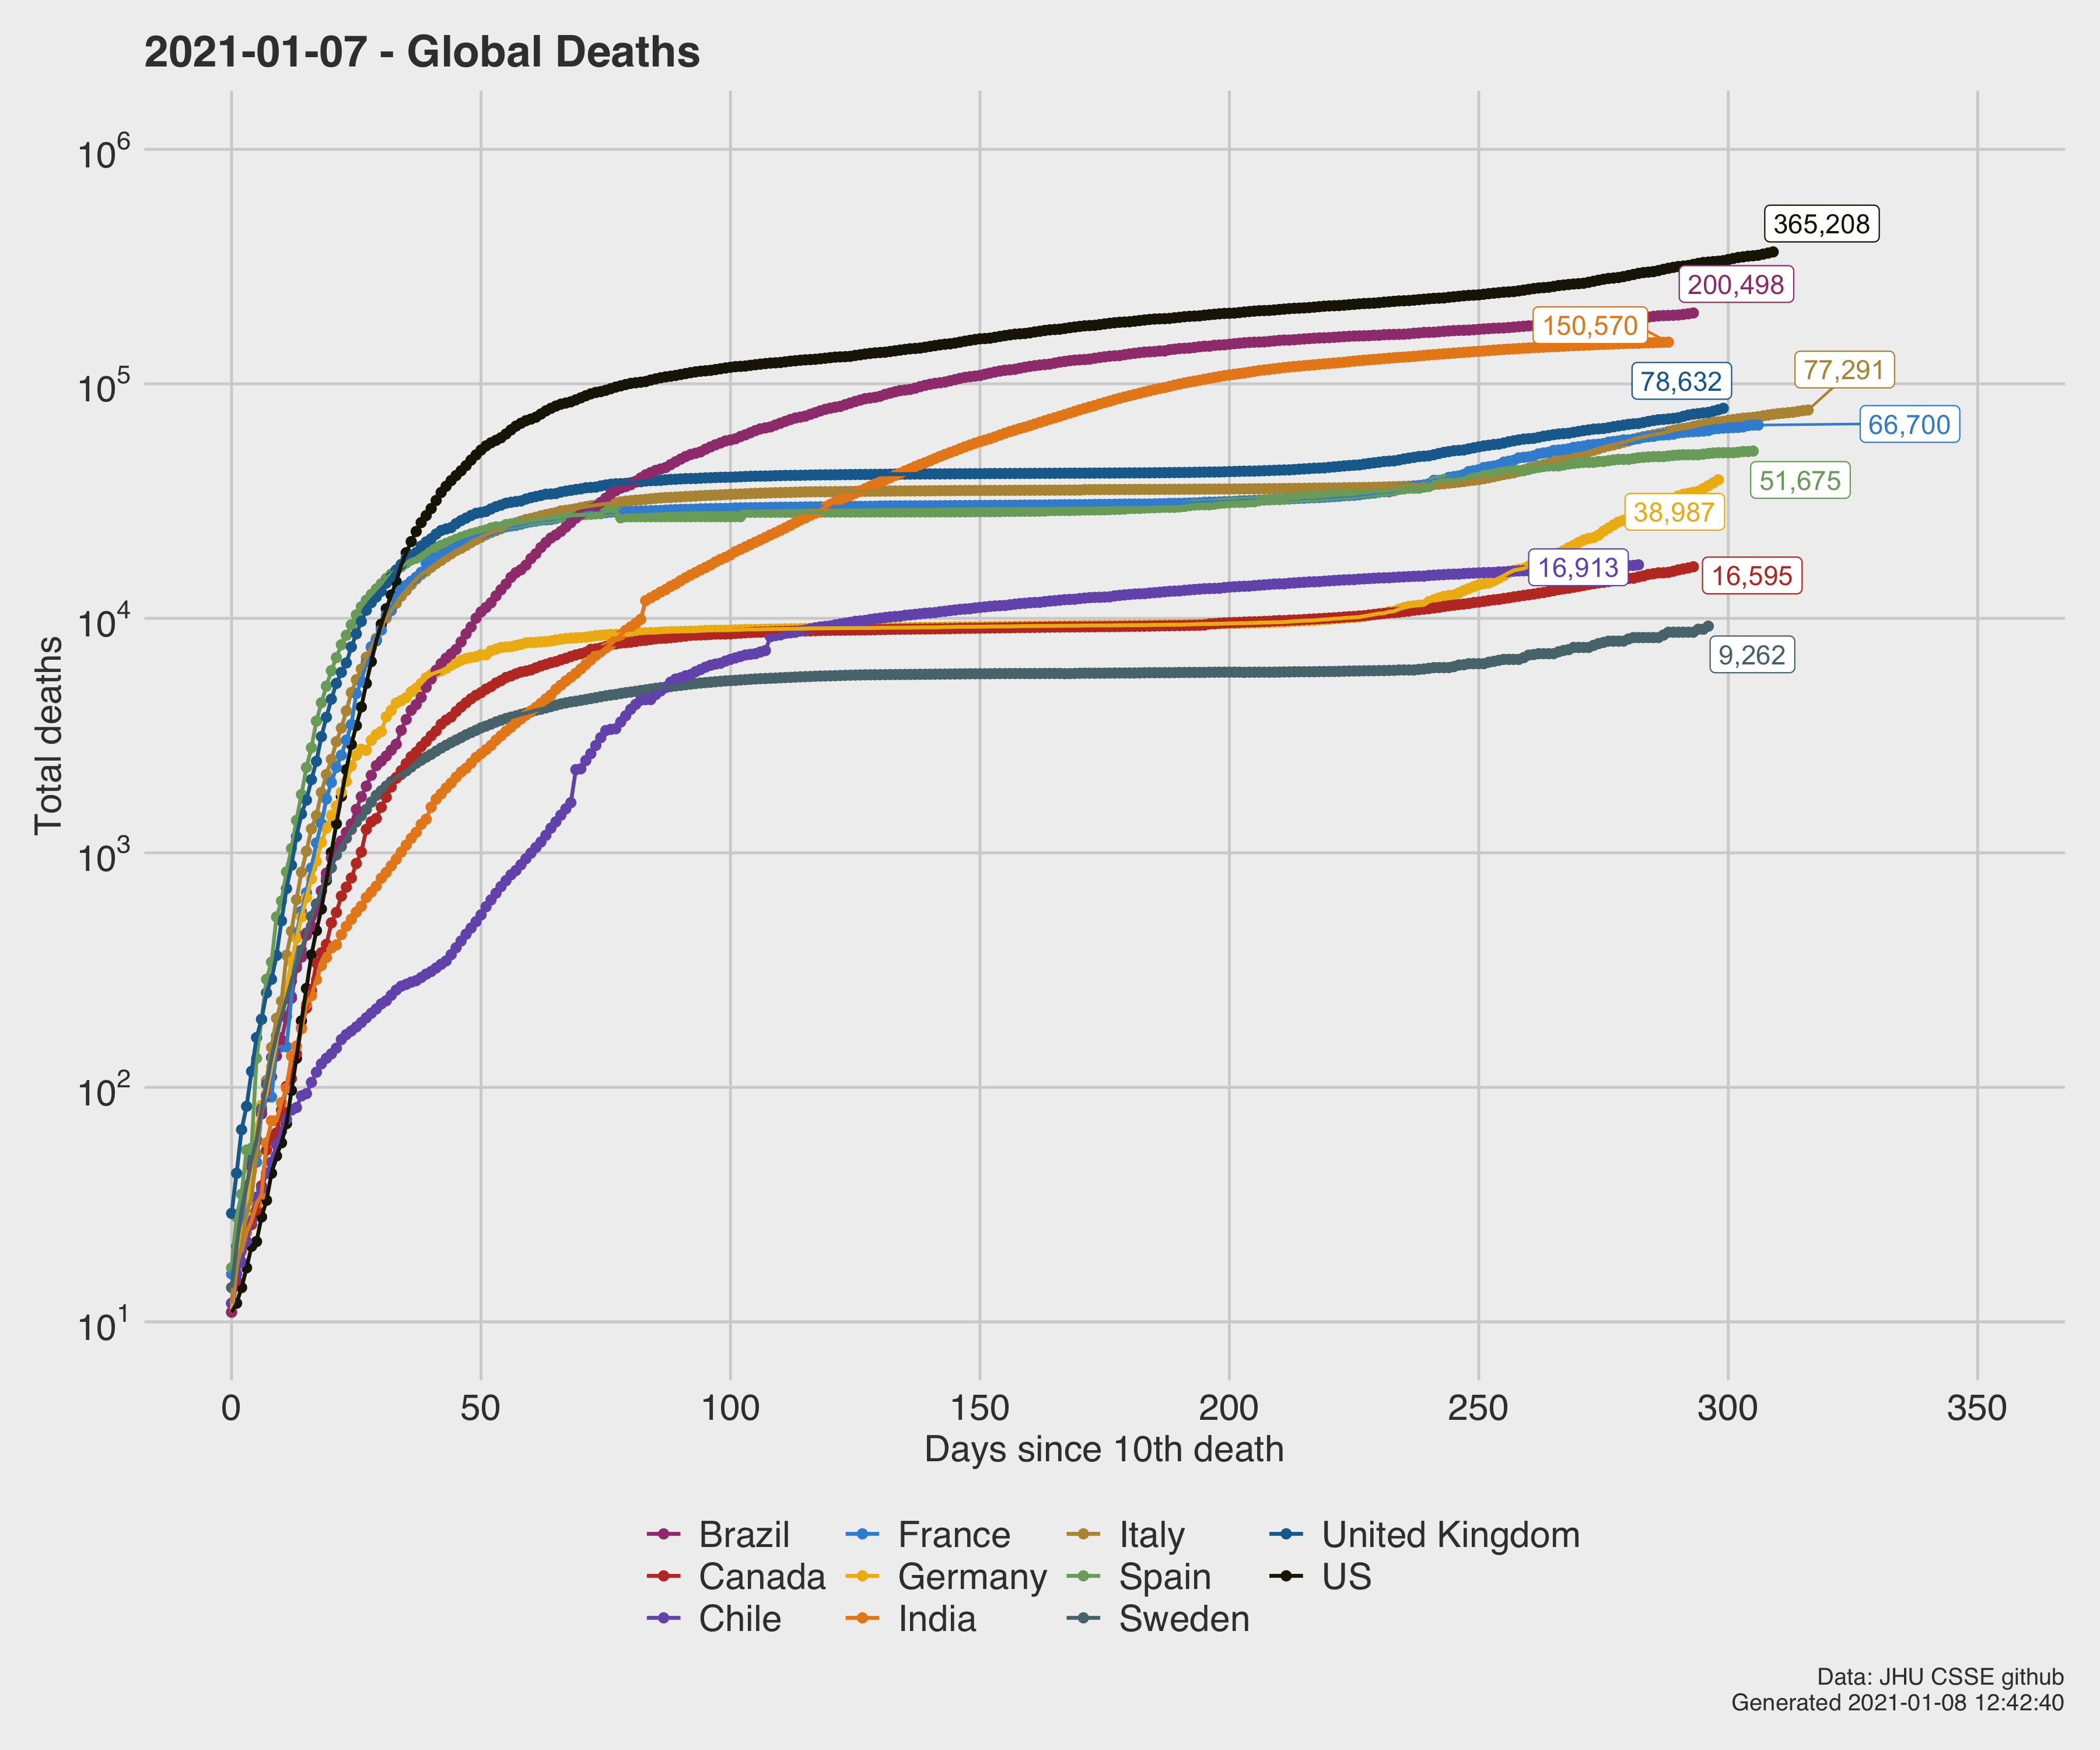 2021-01-07 - Global Deaths
Total deaths
10^6
10^5
10^4
10^3
10^2
10^1
365,208
200,498
150,570
77,291
78,632
66,700
51,675
38,987
16,913
16,595
9,262
0 50 100 150 200 250 300 350
Days since 10th death
Brazil France Italy United Kingdom
Canada Germany Spain US
Chile India Sweden
Data: JHU CSSE github
Generated 2021-01-08 12:42:40